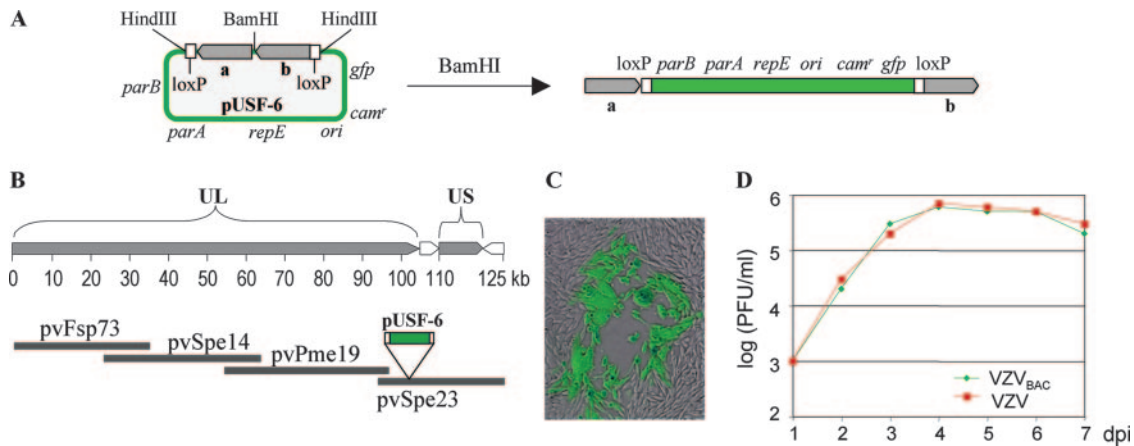 A
HindIII BamHI HindIII
loxP loxP
a b
parB
gfp
pUSF-6
camr
parA repE ori
BamHI
loxP parB parA repE ori camr gfp loxP
a b
B
UL US
0 10 20 30 40 50 60 70 80 90 100 110 125 kb
pvFsp73
pvSpe14
pvPme19
pUSF-6
pvSpe23
C
D
log (PFU/ml)
6
5
4
3
2
VZVBAC
VZV
1 2 3 4 5 6 7 dpi